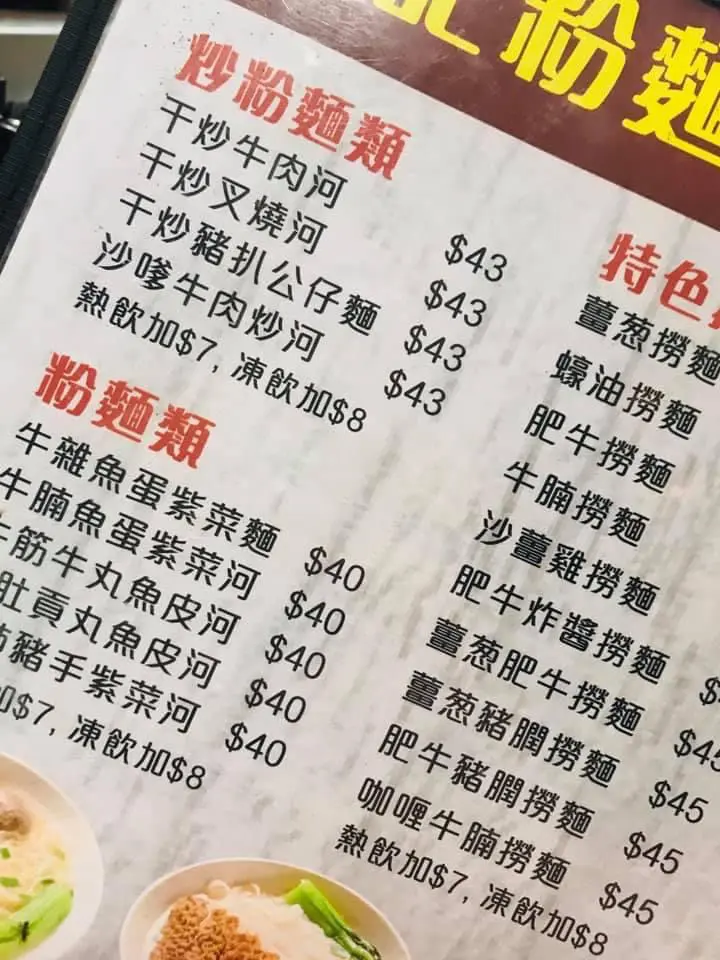 粉麵
炒粉麵類
干炒牛肉河 $43
干炒叉燒河 $43
干炒豬扒公仔麵 $43
沙嗲牛肉炒河 $43
熱飲加$7, 凍飲加$8
粉麵類
牛雜魚蛋紫菜麵 $40
牛腩魚蛋紫菜河 $40
牛筋牛丸魚皮河 $40
肚貢丸魚皮河 $40
豬手紫菜河 $40
加$7, 凍飲加$8
特色
薑葱撈麵
蠔油撈麵
肥牛撈麵
牛腩撈麵
沙薑雞撈麵
肥牛炸醬撈麵
薑葱肥牛撈麵 $45
薑葱豬膶撈麵 $45
肥牛豬膶撈麵 $45
咖喱牛腩撈麵 $45
熱飲加$7, 凍飲加$8